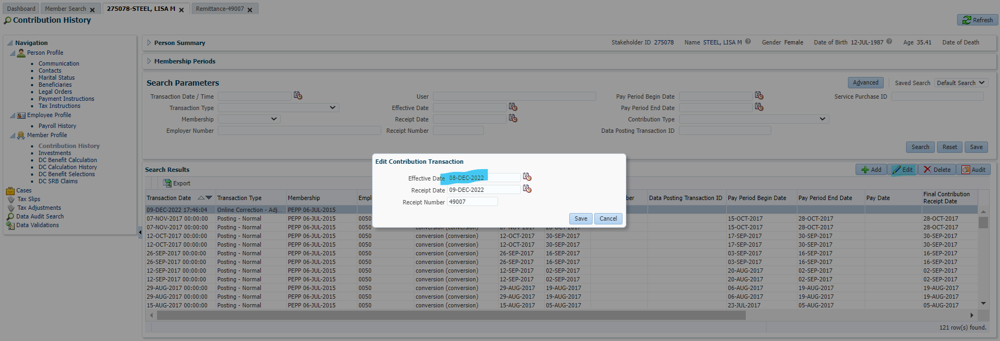 Dashboard Member Search 275078-STEEL, LISA M Remittance-49007
Contribution History
Refresh
Navigation
Person Profile
Communication
Contacts
Marital Status
Beneficiaries
Legal Orders
Payment Instructions
Tax Instructions
Employee Profile
Payroll History
Member Profile
Contribution History
Investments
DC Benefit Calculation
DC Calculation History
DC Benefit Selections
DC SRB Claims
Cases
Tax Slips
Tax Adjustments
Data Audit Search
Data Validations
Person Summary Stakeholder ID 275078 Name STEEL, LISA M Gender Female Date of Birth 12-JUL-1987 Age 35.41 Date of Death
Membership Periods
Search Parameters Advanced Saved Search Default Search
Transaction Date / Time User Pay Period Begin Date Service Purchase ID
Transaction Type Effective Date Pay Period End Date
Membership Receipt Date Contribution Type
Employer Number Receipt Number Data Posting Transaction ID
Search Reset Save
Edit Contribution Transaction
Effective Date 08-DEC-2022
Receipt Date 09-DEC-2022
Receipt Number 49007
Save Cancel
Search Results Add Edit Delete Audit
Export
Transaction Date Transaction Type Membership Data Posting Transaction ID Pay Period Begin Date Pay Period End Date Pay Date Final Contribution Receipt Date
09-DEC-2022 17:46:04 Online Correction - Adj... PEPP 06-JUL-2015
07-NOV-2017 00:00:00 Posting - Normal PEPP 06-JUL-2015 0050 15-OCT-2017 28-OCT-2017 28-OCT-2017
07-NOV-2017 00:00:00 Posting - Normal PEPP 06-JUL-2015 0050 conversion (conversion) 07-NOV-2017 28-OCT-2017 15-OCT-2017 28-OCT-2017 28-OCT-2017
12-OCT-2017 00:00:00 Posting - Normal PEPP 06-JUL-2015 0050 conversion (conversion) 12-OCT-2017 30-SEP-2017 17-SEP-2017 30-SEP-2017 30-SEP-2017
12-OCT-2017 00:00:00 Posting - Normal PEPP 06-JUL-2015 0050 conversion (conversion) 12-OCT-2017 30-SEP-2017 17-SEP-2017 30-SEP-2017 30-SEP-2017
26-SEP-2017 00:00:00 Posting - Normal PEPP 06-JUL-2015 0050 conversion (conversion) 26-SEP-2017 16-SEP-2017 03-SEP-2017 16-SEP-2017 16-SEP-2017
26-SEP-2017 00:00:00 Posting - Normal PEPP 06-JUL-2015 0050 conversion (conversion) 26-SEP-2017 16-SEP-2017 03-SEP-2017 16-SEP-2017 16-SEP-2017
12-SEP-2017 00:00:00 Posting - Normal PEPP 06-JUL-2015 0050 conversion (conversion) 12-SEP-2017 02-SEP-2017 20-AUG-2017 02-SEP-2017 02-SEP-2017
12-SEP-2017 00:00:00 Posting - Normal PEPP 06-JUL-2015 0050 conversion (conversion) 12-SEP-2017 02-SEP-2017 20-AUG-2017 02-SEP-2017 02-SEP-2017
29-AUG-2017 00:00:00 Posting - Normal PEPP 06-JUL-2015 0050 conversion (conversion) 29-AUG-2017 19-AUG-2017 06-AUG-2017 19-AUG-2017 19-AUG-2017
29-AUG-2017 00:00:00 Posting - Normal PEPP 06-JUL-2015 0050 conversion (conversion) 29-AUG-2017 19-AUG-2017 06-AUG-2017 19-AUG-2017 19-AUG-2017
15-AUG-2017 00:00:00 Posting - Normal PEPP 06-JUL-2015 0050 conversion (conversion) 15-AUG-2017 05-AUG-2017 23-JUL-2017 05-AUG-2017 05-AUG-2017
121 row(s) found.